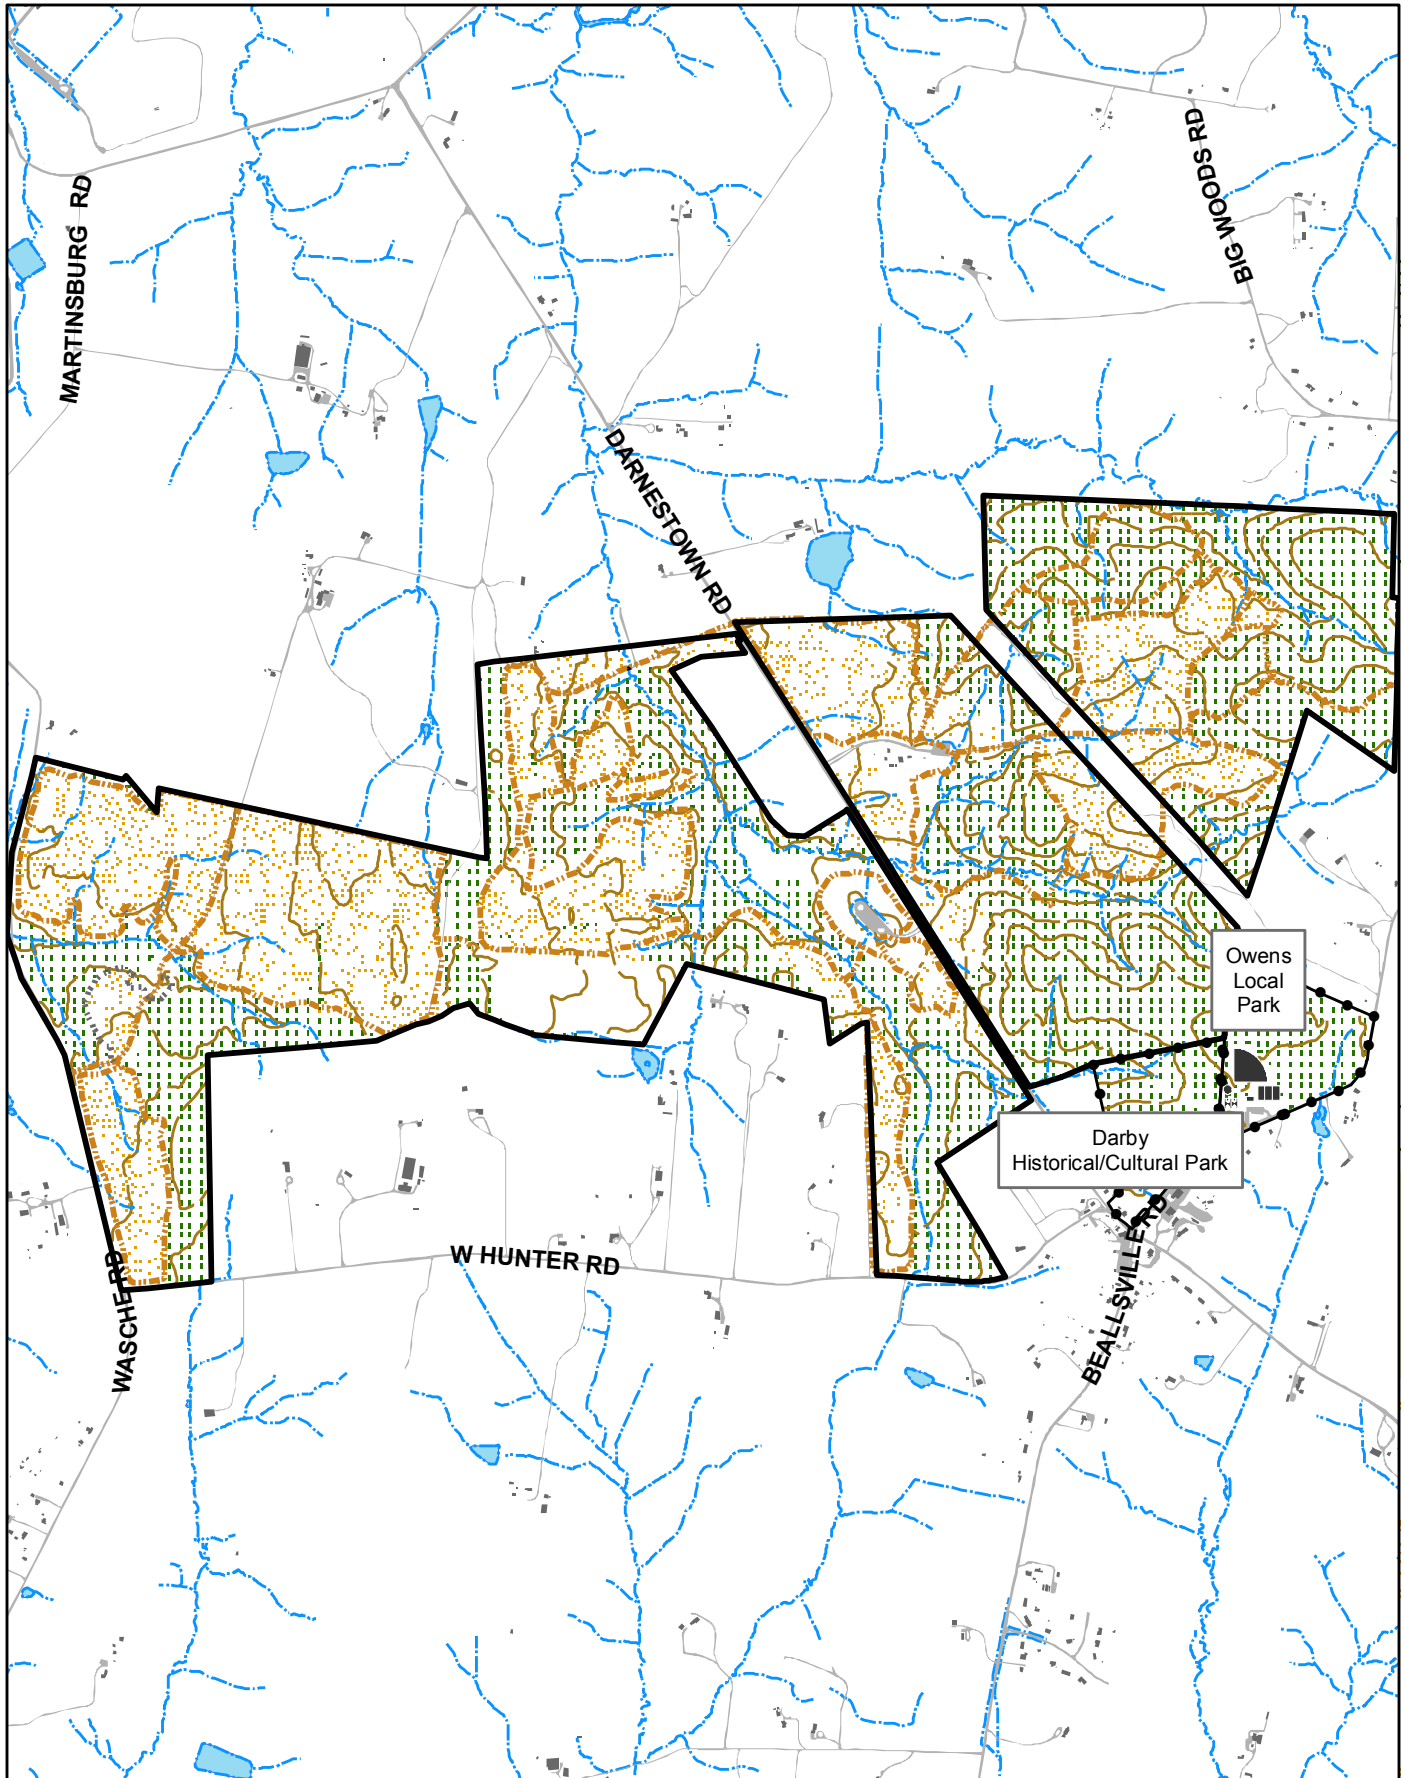 BIG WOODS RD
MARTINSBURG RD
DARNESTOWN RD
Owens
Local
Park
Darby
Historical/Cultural Park
W HUNTER RD
WASCHE RD
BEALLSVILLE RD